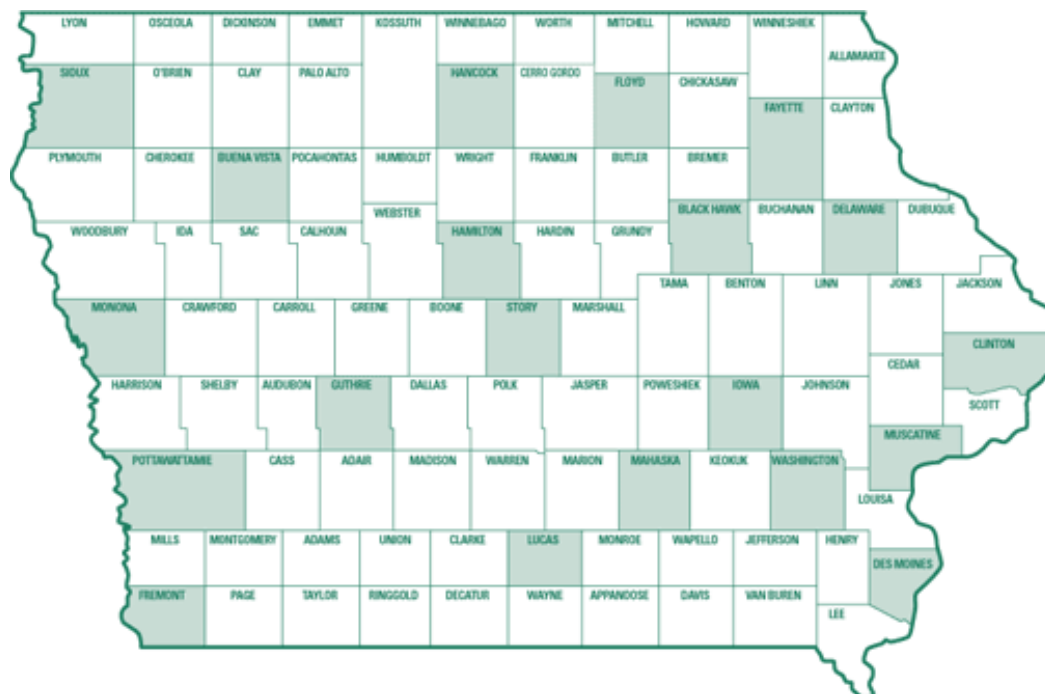 LYON OSCEOLA DICKINSON EMMET KOSSUTH WINNEBAGO WORTH MITCHELL HOWARD WINNESHIEK
ALLAMAKEE
SIOUX O'BRIEN CLAY PALO ALTO HANCOCK CERRO GORDO FLOYD CHICKASAW
FAYETTE CLAYTON
PLYMOUTH CHEROKEE BUENA VISTA POCAHONTAS HUMBOLDT WRIGHT FRANKLIN BUTLER BREMER
WEBSTER BLACK HAWK BUCHANAN DELAWARE DUBUQUE
WOODBURY IDA SAC CALHOUN HAMILTON HARDIN GRUNDY
TAMA BENTON LINN JONES JACKSON
MONONA CRAWFORD CARROLL GREENE BOONE STORY MARSHALL
CLINTON
CEDAR
HARRISON SHELBY AUDUBON GUTHRIE DALLAS POLK JASPER POWESHIEK IOWA JOHNSON
SCOTT
MUSCATINE
POTTAWATTAMIE CASS ADAIR MADISON WARREN MARION MAHASKA KEOKUK WASHINGTON
LOUISA
MILLS MONTGOMERY ADAMS UNION CLARKE LUCAS MONROE WAPELLO JEFFERSON HENRY
DES MOINES
FREMONT PAGE TAYLOR RINGGOLD DECATUR WAYNE APPANOOSE DAVIS VAN BUREN
LEE